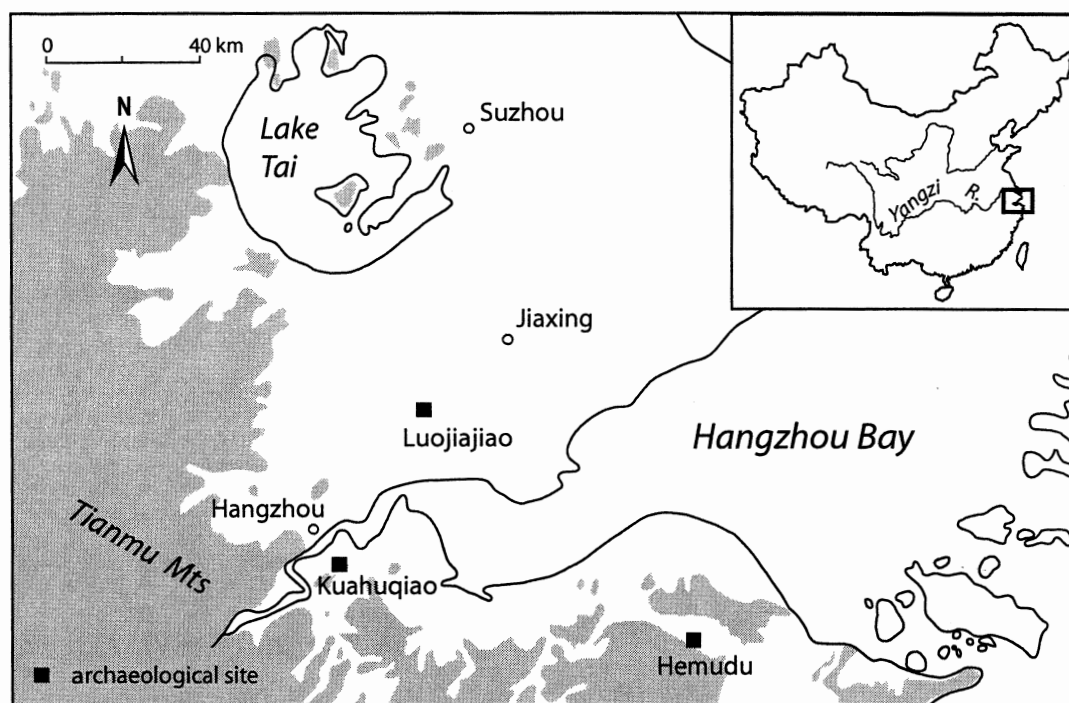 0 40 km
N
Lake
Tai
Suzhou
Yangzi R.
Jiaxing
Luojiajiao
Hangzhou Bay
Hangzhou
Tianmu Mts
Kuahuqiao
Hemudu
archaeological site